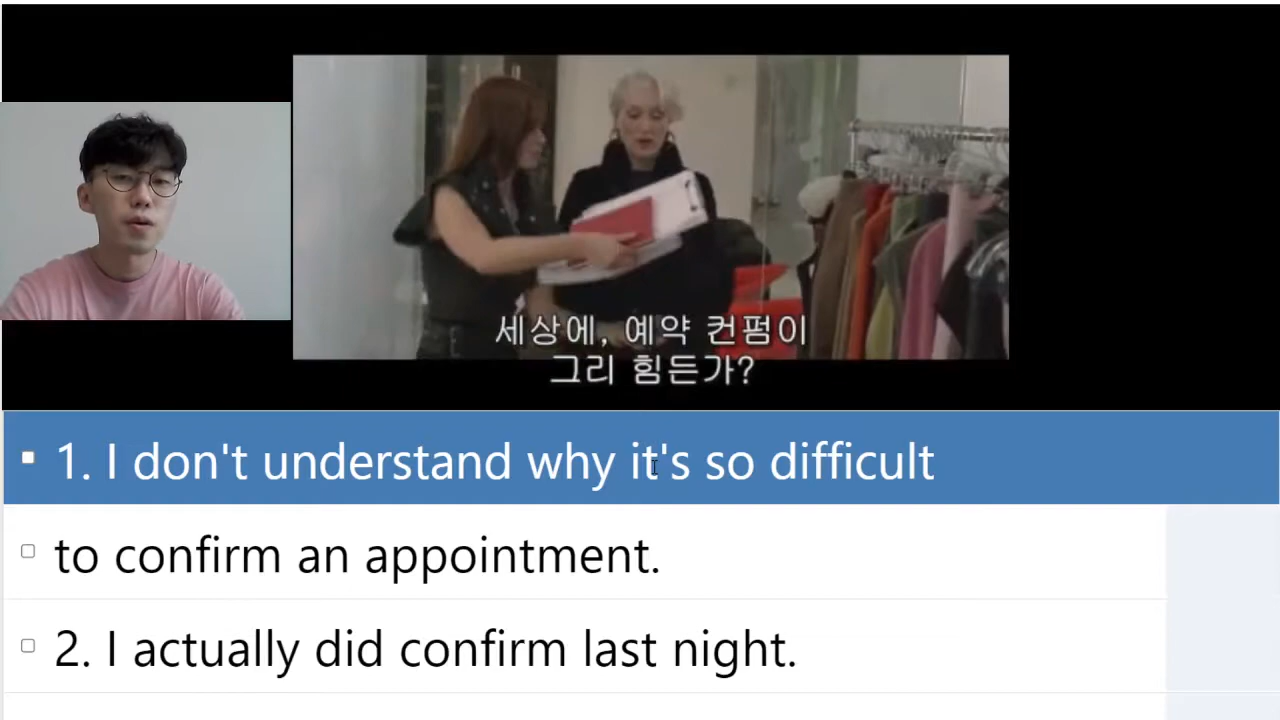 세상에, 예약 컨펌이
그리 힘든가?
1. I don't understand why it's so difficult
to confirm an appointment.
2. I actually did confirm last night.